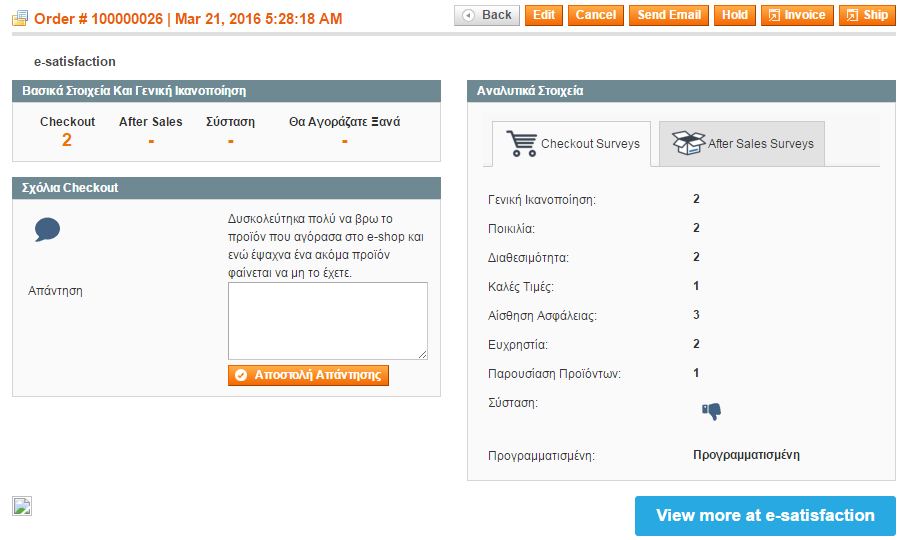 Order # 100000026 | Mar 21, 2016 5:28:18 AM
Back
Edit
Cancel
Send Email
Hold
Invoice
Ship
e-satisfaction
Βασικά Στοιχεία Και Γενική Ικανοποίηση
Checkout After Sales Σύσταση Θα Αγοράζατε Ξανά
2 - - -
Σχόλια Checkout
Δυσκολεύτηκα πολύ να βρω το
προϊόν που αγόρασα στο e-shop και
ενώ έψαχνα ένα ακόμα προϊόν
φαίνεται να μη το έχετε.
Απάντηση
Αποστολή Απάντησης
Αναλυτικά Στοιχεία
Checkout Surveys
After Sales Surveys
Γενική Ικανοποίηση: 2
Ποικιλία: 2
Διαθεσιμότητα: 2
Καλές Τιμές: 1
Αίσθηση Ασφάλειας: 3
Ευχρηστία: 2
Παρουσίαση Προϊόντων: 1
Σύσταση:
Προγραμματισμένη: Προγραμματισμένη
View more at e-satisfaction